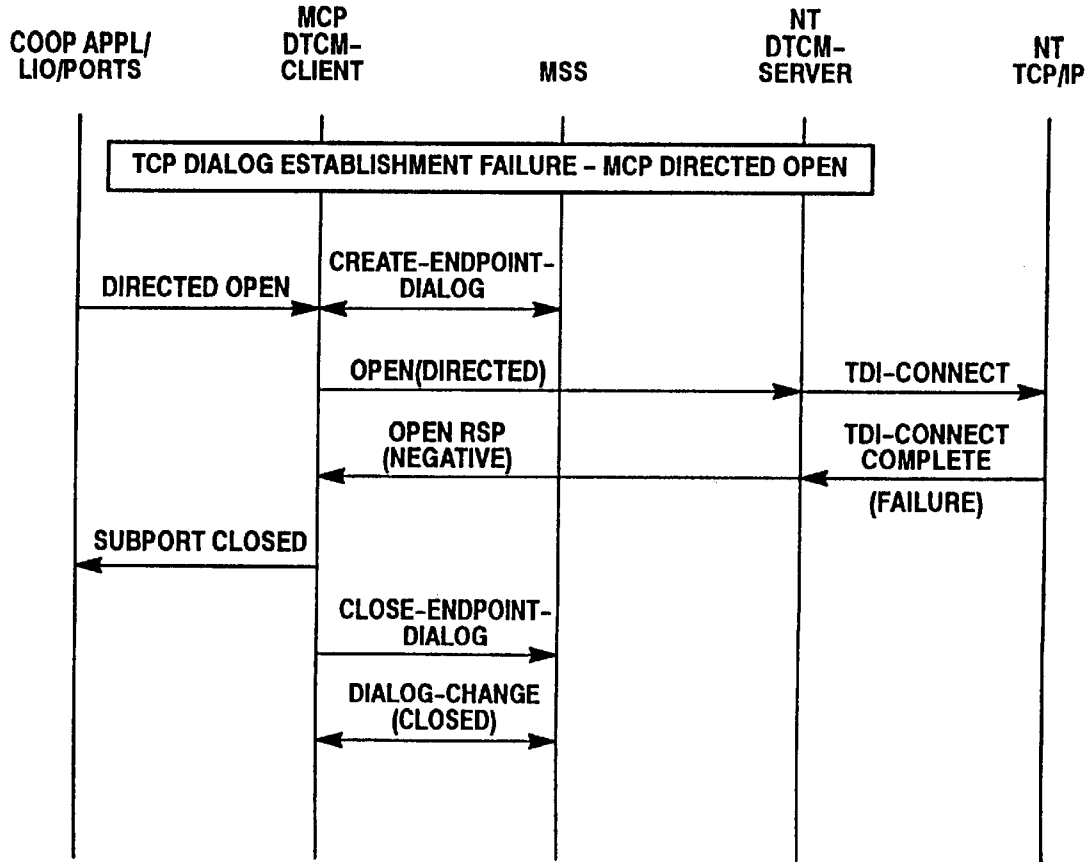 COOP APPL/
LIO/PORTS
MCP
DTCM-
CLIENT
MSS
NT
DTCM-
SERVER
NT
TCP/IP
TCP DIALOG ESTABLISHMENT FAILURE - MCP DIRECTED OPEN
DIRECTED OPEN
CREATE-ENDPOINT-
DIALOG
OPEN(DIRECTED)
TDI-CONNECT
OPEN RSP
(NEGATIVE)
TDI-CONNECT
COMPLETE
(FAILURE)
SUBPORT CLOSED
CLOSE-ENDPOINT-
DIALOG
DIALOG-CHANGE
(CLOSED)